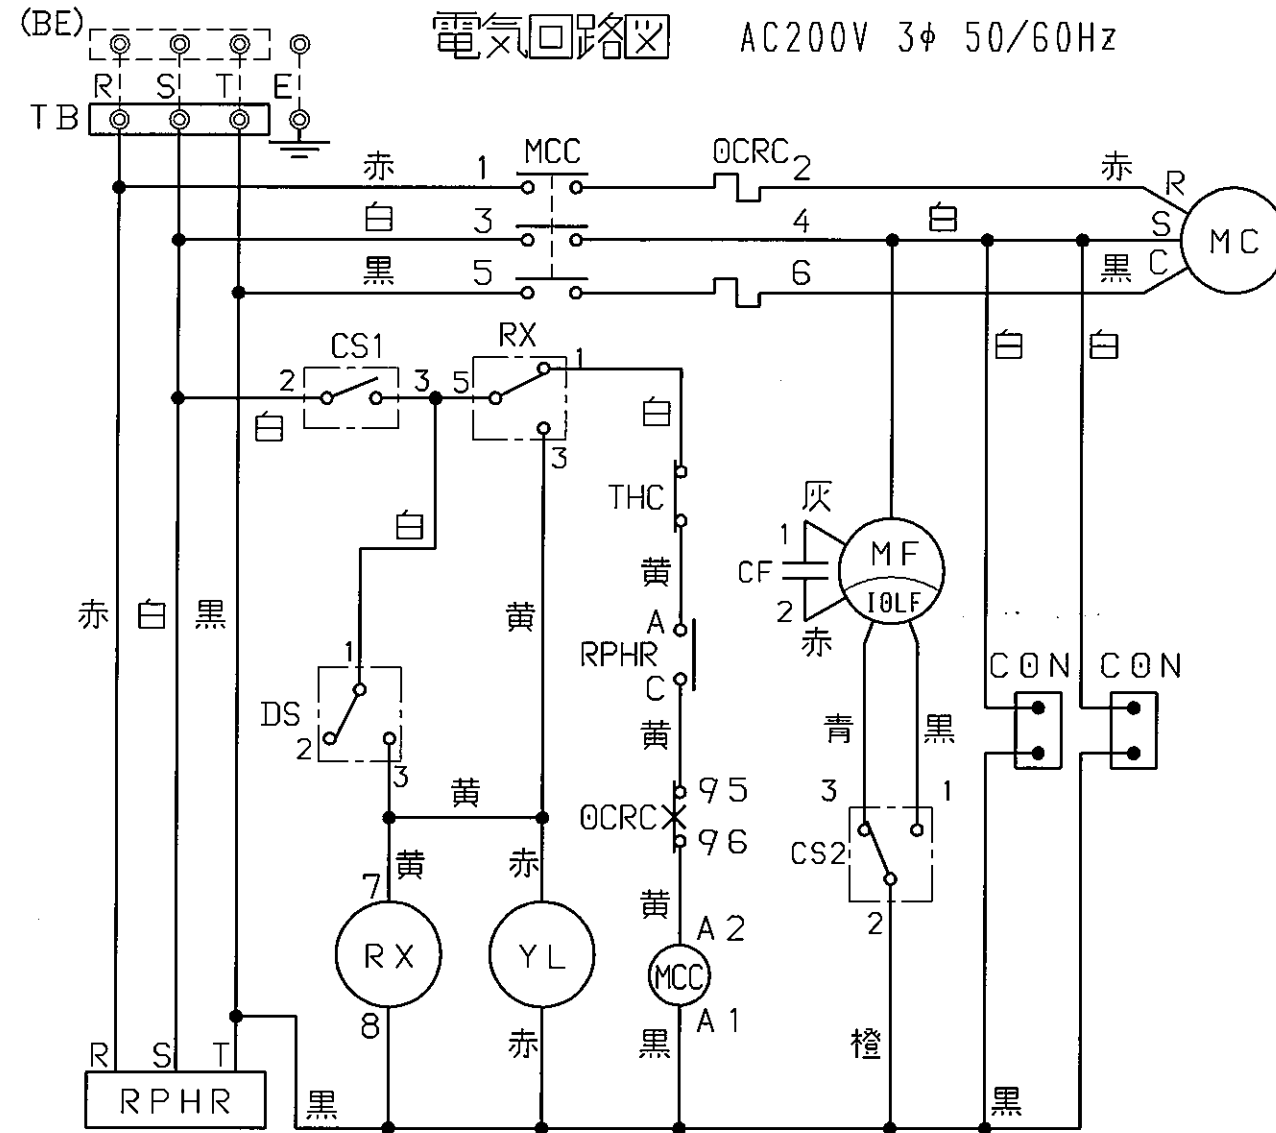 (BE) 電気回路図 AC200V 3φ 50/60Hz
R S T E
TB
赤 1 MCC OCRC 2 赤 R
白 3 4 白 S MC
黒 5 6 黒 C
CS1 RX 白 白
2 3 5 1
白 3 白
THC 灰
白 1 MF
黄 CF IOLF
赤 白 黒 黄 A 2 赤
RPHR
1 C CON CON
DS 黄 青 黒
2 3 3 1
黄 95
OCRC CS2
96
7 黄 赤 黄 2
A2
RX YL MCC
8 赤 A1 黒 橙
R S T
RPHR 黒 黒